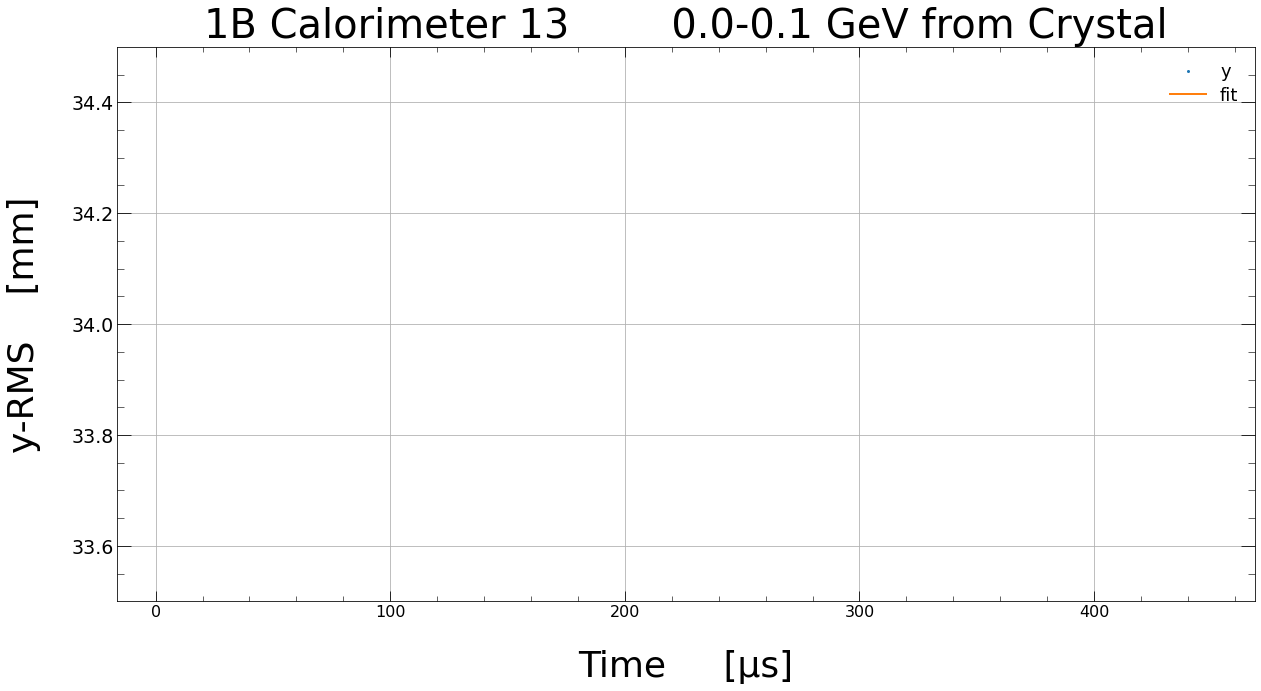 1B Calorimeter 13 0.0-0.1 GeV from Crystal
y
fit
34.4
34.2
34.0
33.8
33.6
y-RMS [mm]
0 100 200 300 400
Time [µs]